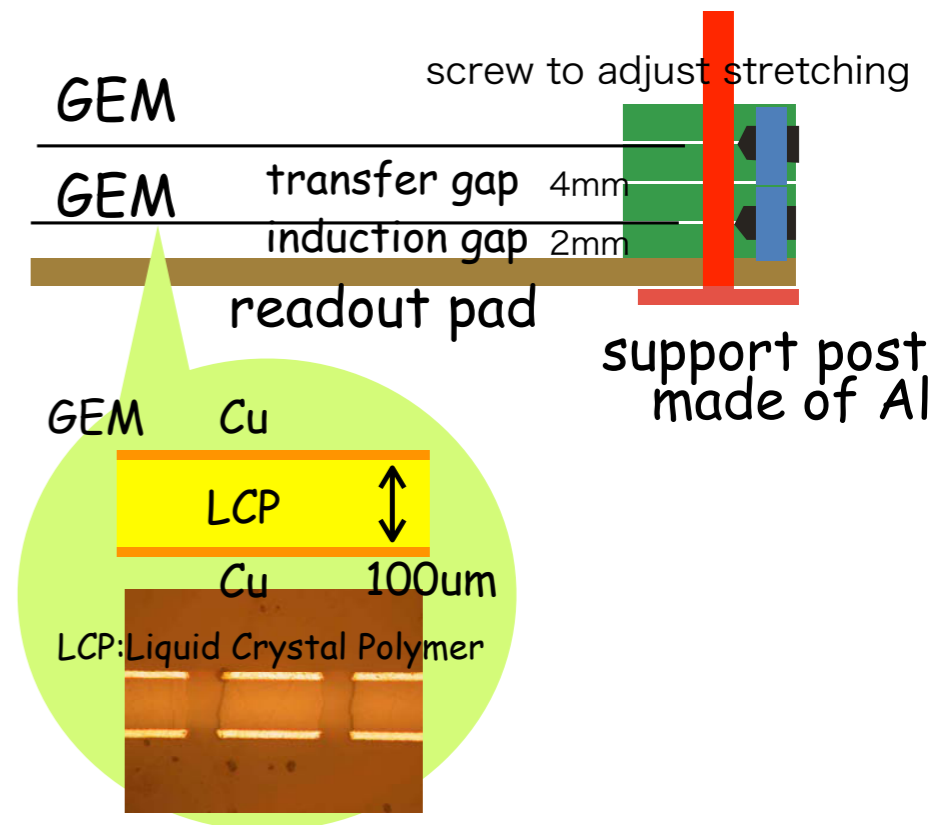 screw to adjust stretching
GEM
GEM
transfer gap 4mm
induction gap 2mm
readout pad
support post
made of Al
GEM Cu
LCP
Cu 100um
LCP:Liquid Crystal Polymer